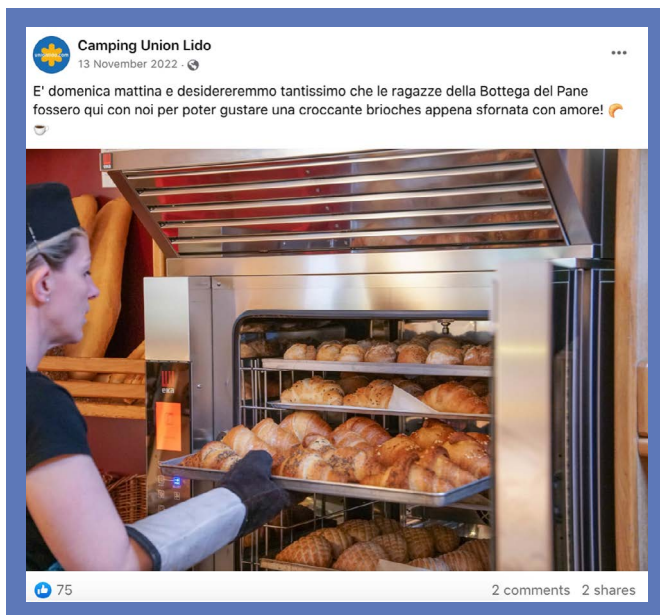 Camping Union Lido
13 November 2022 ·
E' domenica mattina e desidereremmo tantissimo che le ragazze della Bottega del Pane
fossero qui con noi per poter gustare una croccante brioches appena sfornata con amore! 🥐
☕
eka
75
2 comments 2 shares